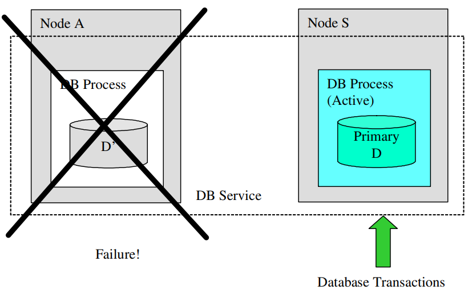 Node A
DB Process
D'
Node S
DB Process
(Active)
Primary
D
DB Service
Failure!
Database Transactions